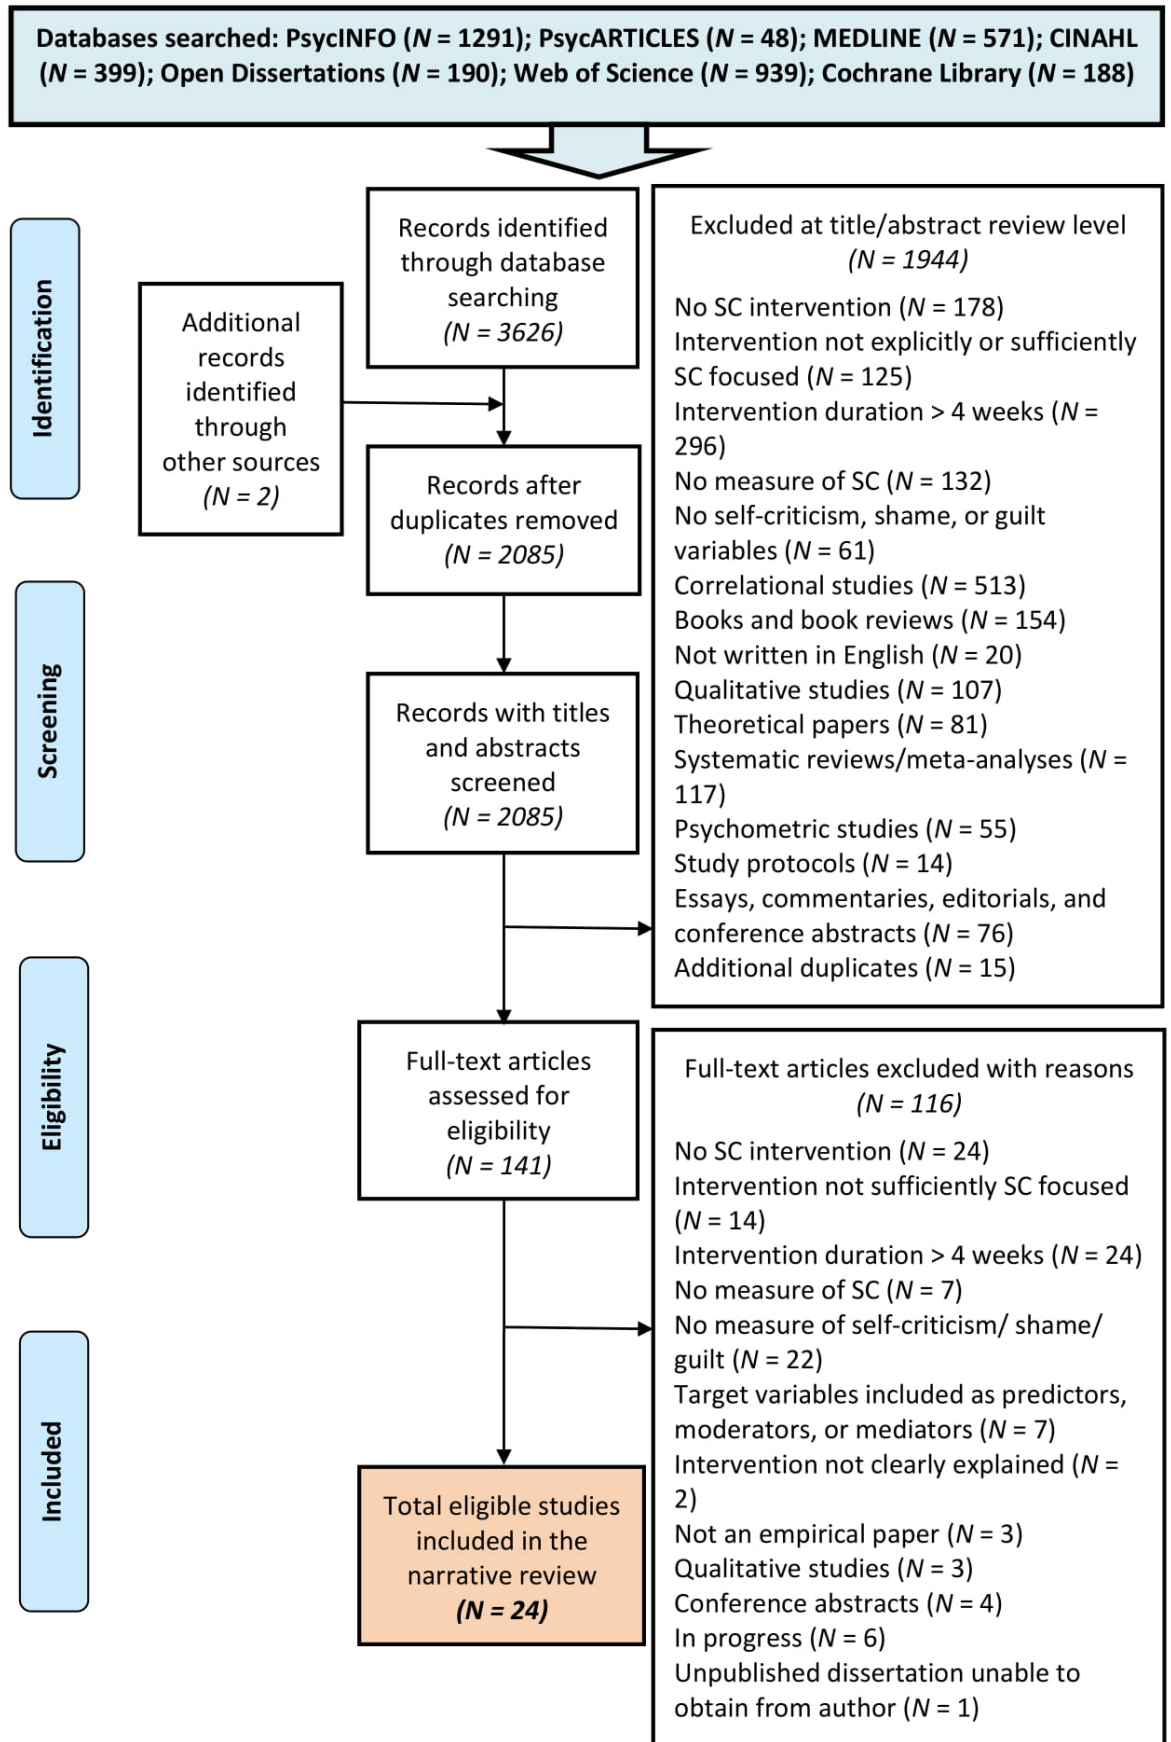 Databases searched: PsycINFO (N = 1291); PsycARTICLES (N = 48); MEDLINE (N = 571); CINAHL
(N = 399); Open Dissertations (N = 190); Web of Science (N = 939); Cochrane Library (N = 188)
Identification
Records identified
through database
searching
(N = 3626)
Additional
records
identified
through
other sources
(N = 2)
Records after
duplicates removed
(N = 2085)
Screening
Records with titles
and abstracts
screened
(N = 2085)
Excluded at title/abstract review level
(N = 1944)
No SC intervention (N = 178)
Intervention not explicitly or sufficiently
SC focused (N = 125)
Intervention duration > 4 weeks (N =
296)
No measure of SC (N = 132)
No self-criticism, shame, or guilt
variables (N = 61)
Correlational studies (N = 513)
Books and book reviews (N = 154)
Not written in English (N = 20)
Qualitative studies (N = 107)
Theoretical papers (N = 81)
Systematic reviews/meta-analyses (N =
117)
Psychometric studies (N = 55)
Study protocols (N = 14)
Essays, commentaries, editorials, and
conference abstracts (N = 76)
Additional duplicates (N = 15)
Eligibility
Full-text articles
assessed for
eligibility
(N = 141)
Full-text articles excluded with reasons
(N = 116)
No SC intervention (N = 24)
Intervention not sufficiently SC focused
(N = 14)
Intervention duration > 4 weeks (N = 24)
No measure of SC (N = 7)
No measure of self-criticism/ shame/
guilt (N = 22)
Target variables included as predictors,
moderators, or mediators (N = 7)
Intervention not clearly explained (N =
2)
Not an empirical paper (N = 3)
Qualitative studies (N = 3)
Conference abstracts (N = 4)
In progress (N = 6)
Unpublished dissertation unable to
obtain from author (N = 1)
Included
Total eligible studies
included in the
narrative review
(N = 24)